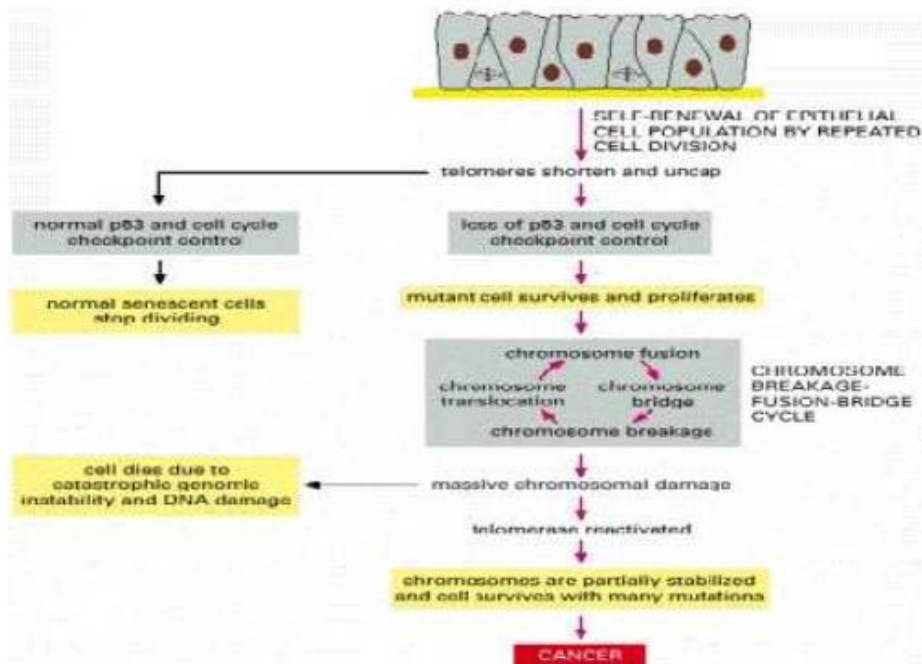 SELF-RENEWAL OF EPITHELIAL
CELL POPULATION BY REPEATED
CELL DIVISION
telomeres shorten and uncap
normal p53 and cell cycle
checkpoint control
loss of p53 and cell cycle
checkpoint control
normal senescent cells
stop dividing
mutant cell survives and proliferates
chromosome fusion
chromosome
translocation
chromosome
bridge
chromosome breakage
CHROMOSOME
BREAKAGE-
FUSION-BRIDGE
CYCLE
cell dies due to
catastrophic genomic
instability and DNA damage
massive chromosomal damage
telomerase reactivated
chromosomes are partially stabilized
and cell survives with many mutations
CANCER